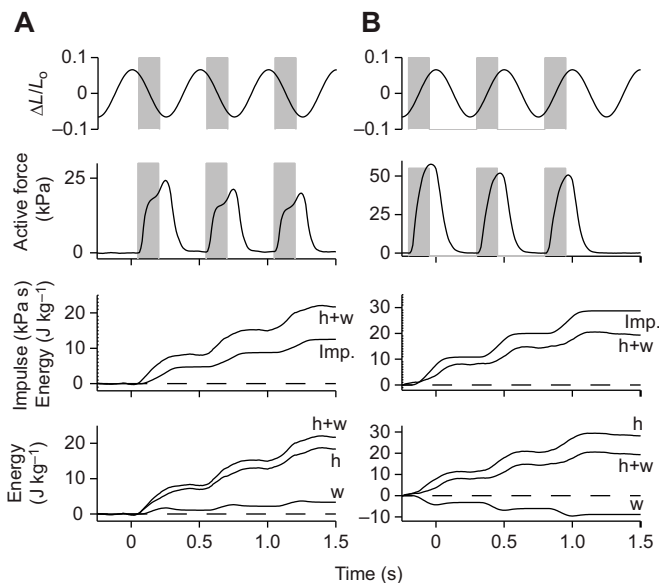 A
B
ΔL/Lo
0.1
0
–0.1
0.1
0
–0.1
Active force
(kPa)
25
0
50
25
0
Impulse (kPa s)
Energy (J kg–1)
20
10
0
h+w
Imp.
30
20
10
0
Imp.
h+w
Energy
(J kg–1)
20
10
0
h+w
h
w
30
20
10
0
–10
h
h+w
w
0 0.5 1.0 1.5
0 0.5 1.0 1.5
Time (s)